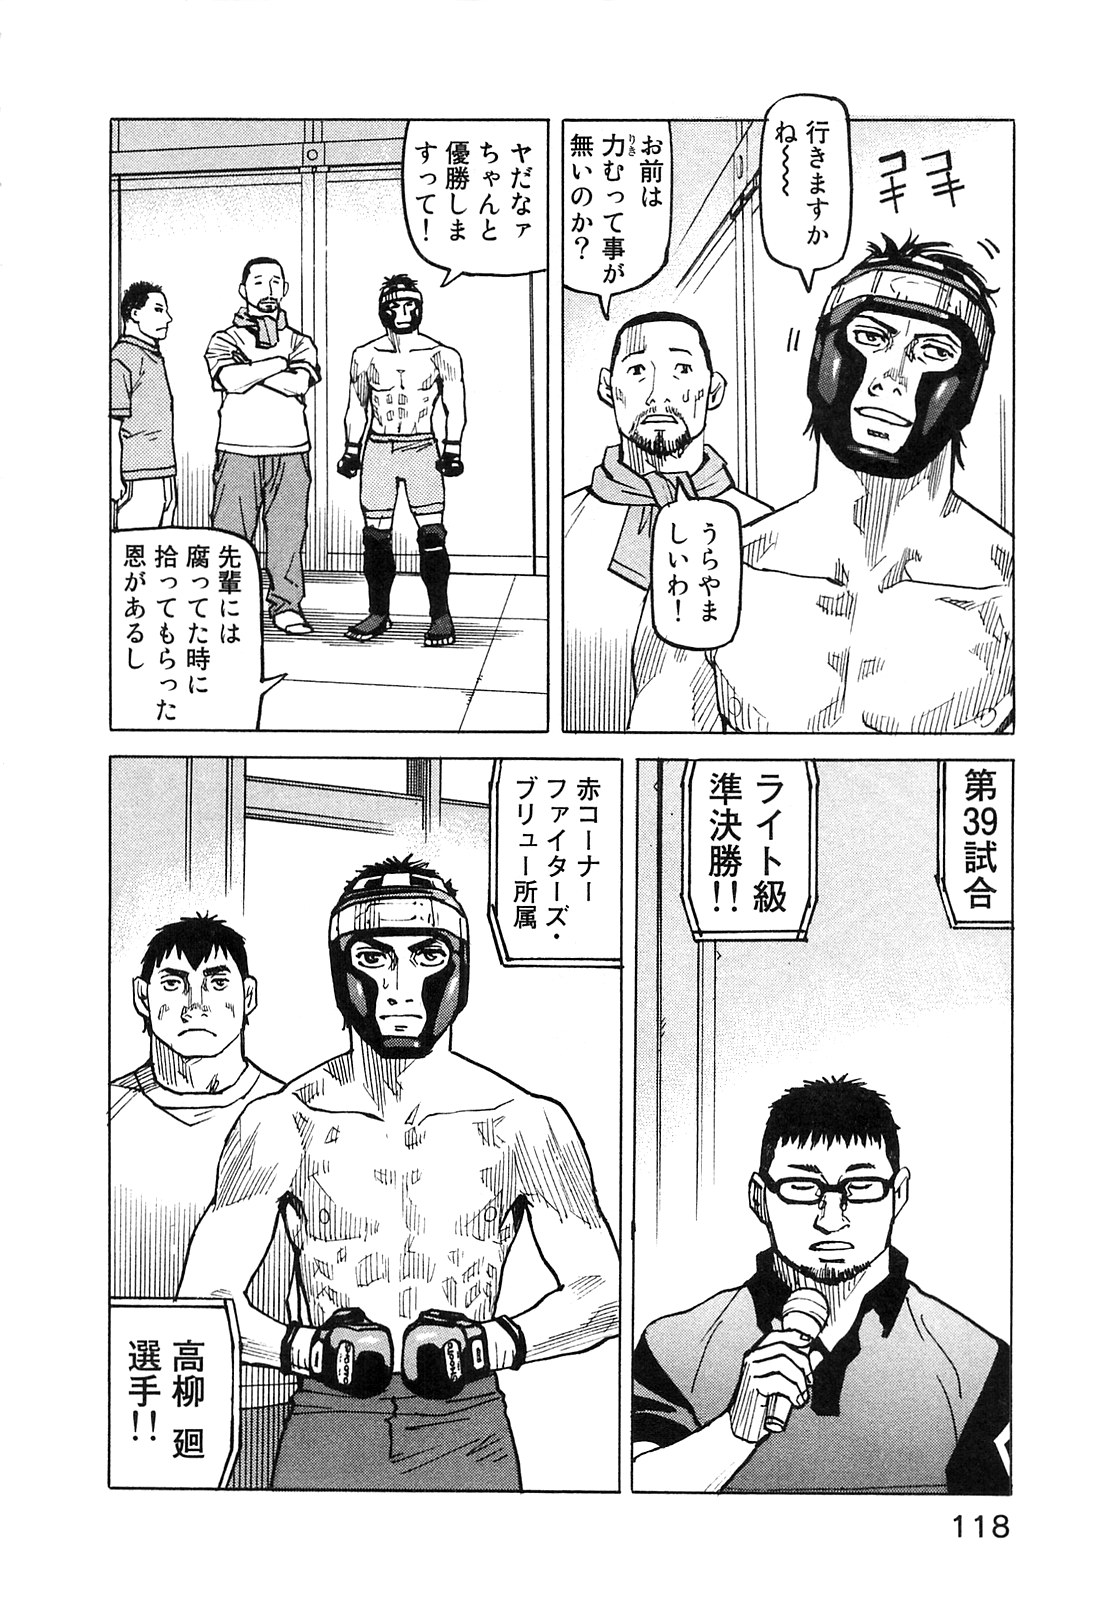 行きますか
ね〜〜
コキ
コキ
お前は
力むって事が
無いのか？
りき
うらやま
しいわ！
ヤだなァ
ちゃんと
優勝しま
すって！
先輩には
腐ってた時に
拾ってもらった
恩があるし
第39試合
ライト級
準決勝!!
赤コーナー
ファイターズ・
ブリュー所属
高柳 廻
選手!!
118